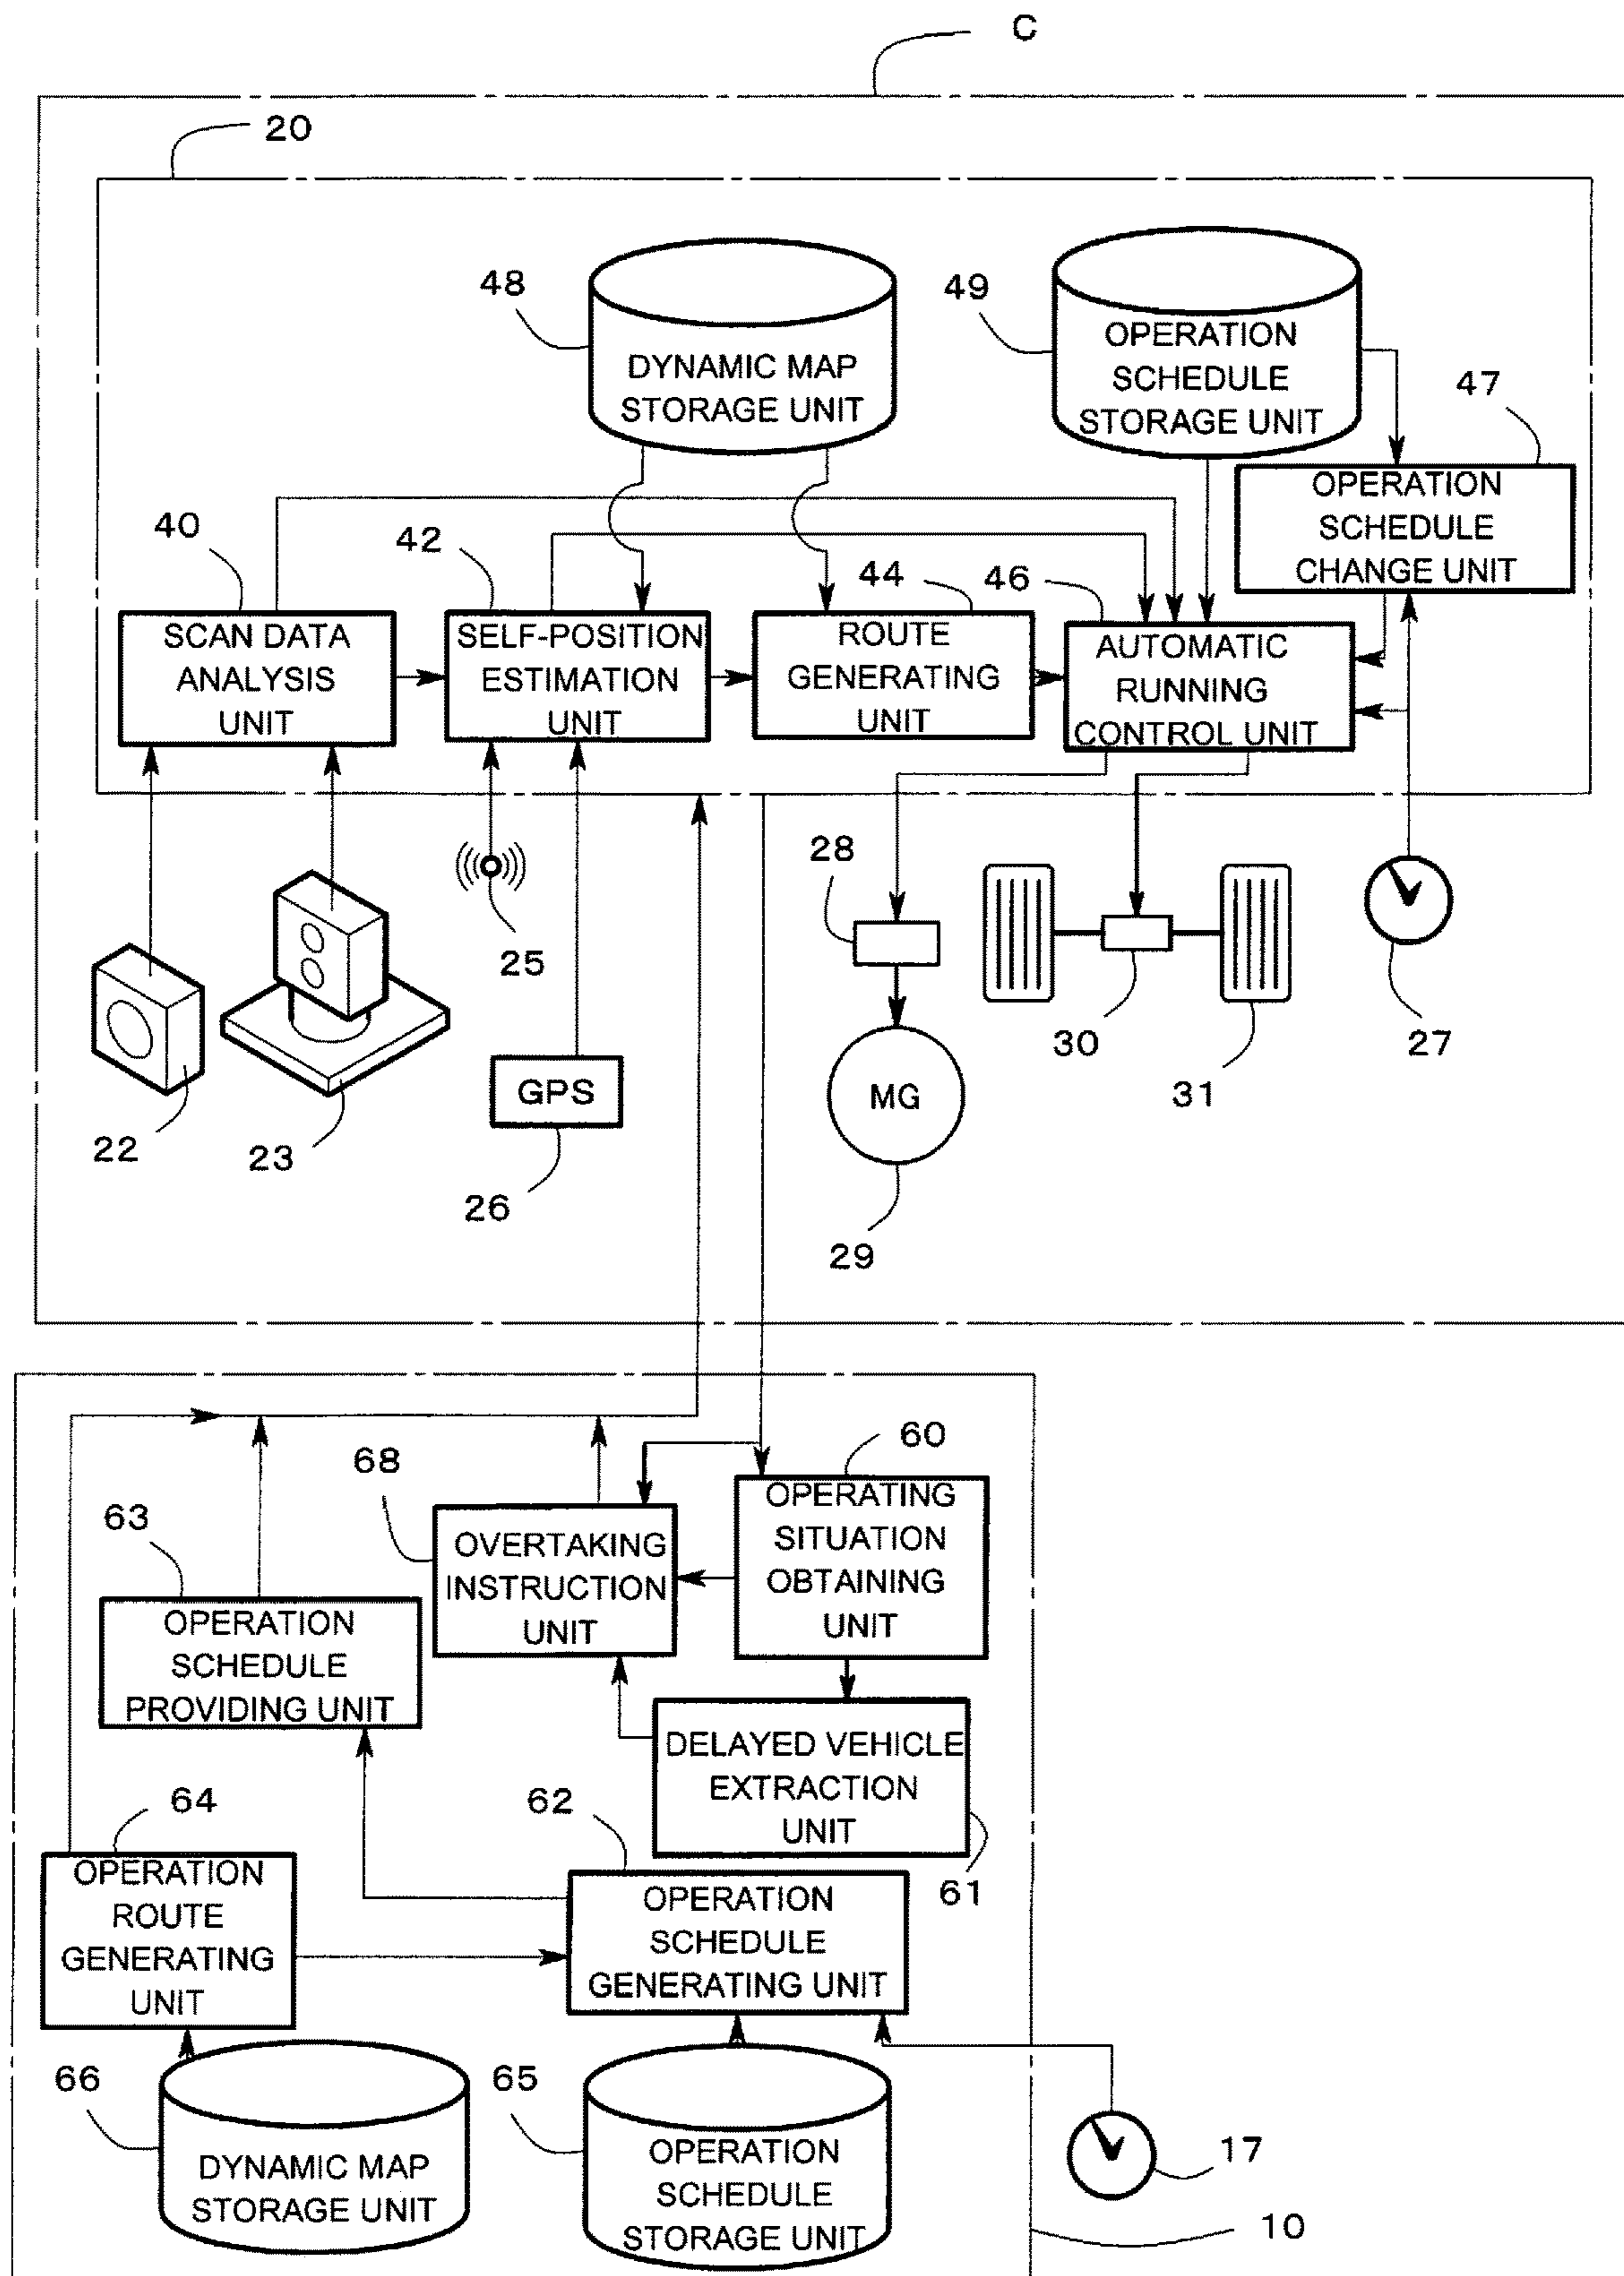 C
20
48
DYNAMIC MAP
STORAGE UNIT
49
OPERATION
SCHEDULE
STORAGE UNIT
47
OPERATION
SCHEDULE
CHANGE UNIT
40
SCAN DATA
ANALYSIS
UNIT
42
SELF-POSITION
ESTIMATION
UNIT
44
ROUTE
GENERATING
UNIT
46
AUTOMATIC
RUNNING
CONTROL UNIT
22
23
25
GPS
26
28
MG
29
30
31
27
60
OPERATING
SITUATION
OBTAINING
UNIT
68
OVERTAKING
INSTRUCTION
UNIT
63
OPERATION
SCHEDULE
PROVIDING UNIT
DELAYED VEHICLE
EXTRACTION
UNIT
61
64
OPERATION
ROUTE
GENERATING
UNIT
62
OPERATION
SCHEDULE
GENERATING UNIT
66
DYNAMIC MAP
STORAGE UNIT
65
OPERATION
SCHEDULE
STORAGE UNIT
17
10